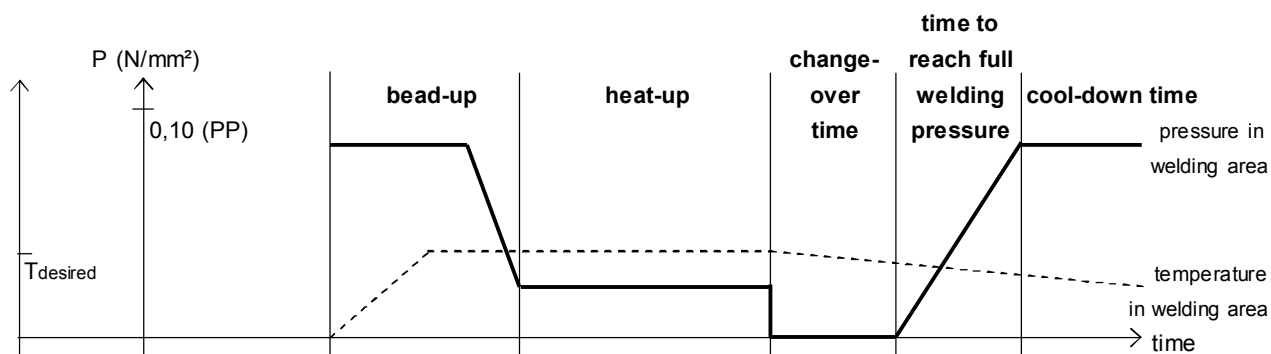 P (N/mm²)
0,10 (PP)
Tdesired
bead-up
heat-up
change-
over
time
time to
reach full
welding
pressure
cool-down time
pressure in
welding area
temperature
in welding area
time